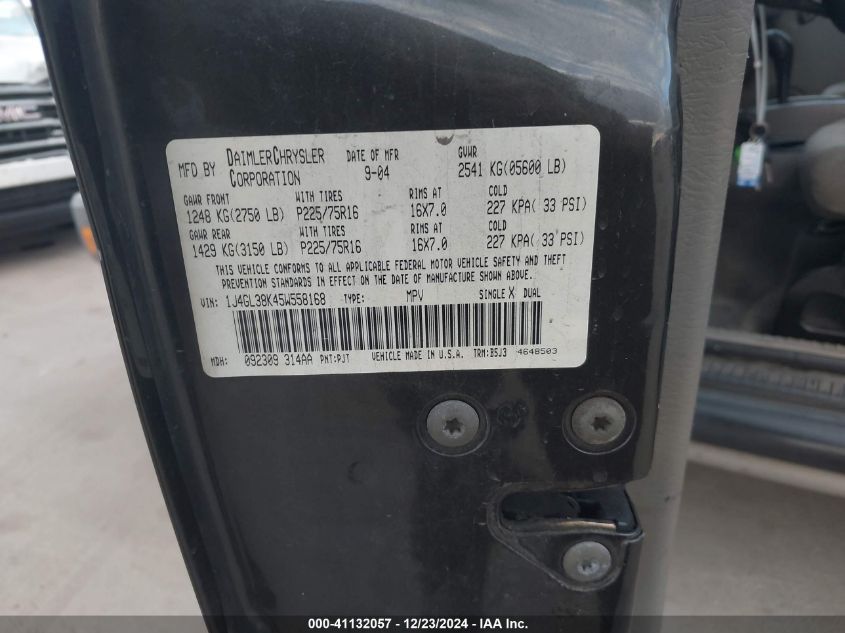 MFD BY DAIMLERCHRYSLER CORPORATION DATE OF MFR 9-04 GVWR 2541 KG(05600 LB)
GAWR FRONT WITH TIRES RIMS AT COLD
1248 KG(2750 LB) P225/75R16 16X7.0 227 KPA( 33 PSI)
GAWR REAR WITH TIRES RIMS AT COLD
1429 KG(3150 LB) P225/75R16 16X7.0 227 KPA( 33 PSI)
THIS VEHICLE CONFORMS TO ALL APPLICABLE FEDERAL MOTOR VEHICLE SAFETY AND THEFT
PREVENTION STANDARDS IN EFFECT ON THE DATE OF MANUFACTURE SHOWN ABOVE.
VIN: 1J4GL38K45W558168 TYPE: MPV SINGLE X DUAL
MDH: 092309 314AA PNT:PJT VEHICLE MADE IN U.S.A. TRM:B5J3 4648503
000-41132057 - 12/23/2024 - IAA Inc.